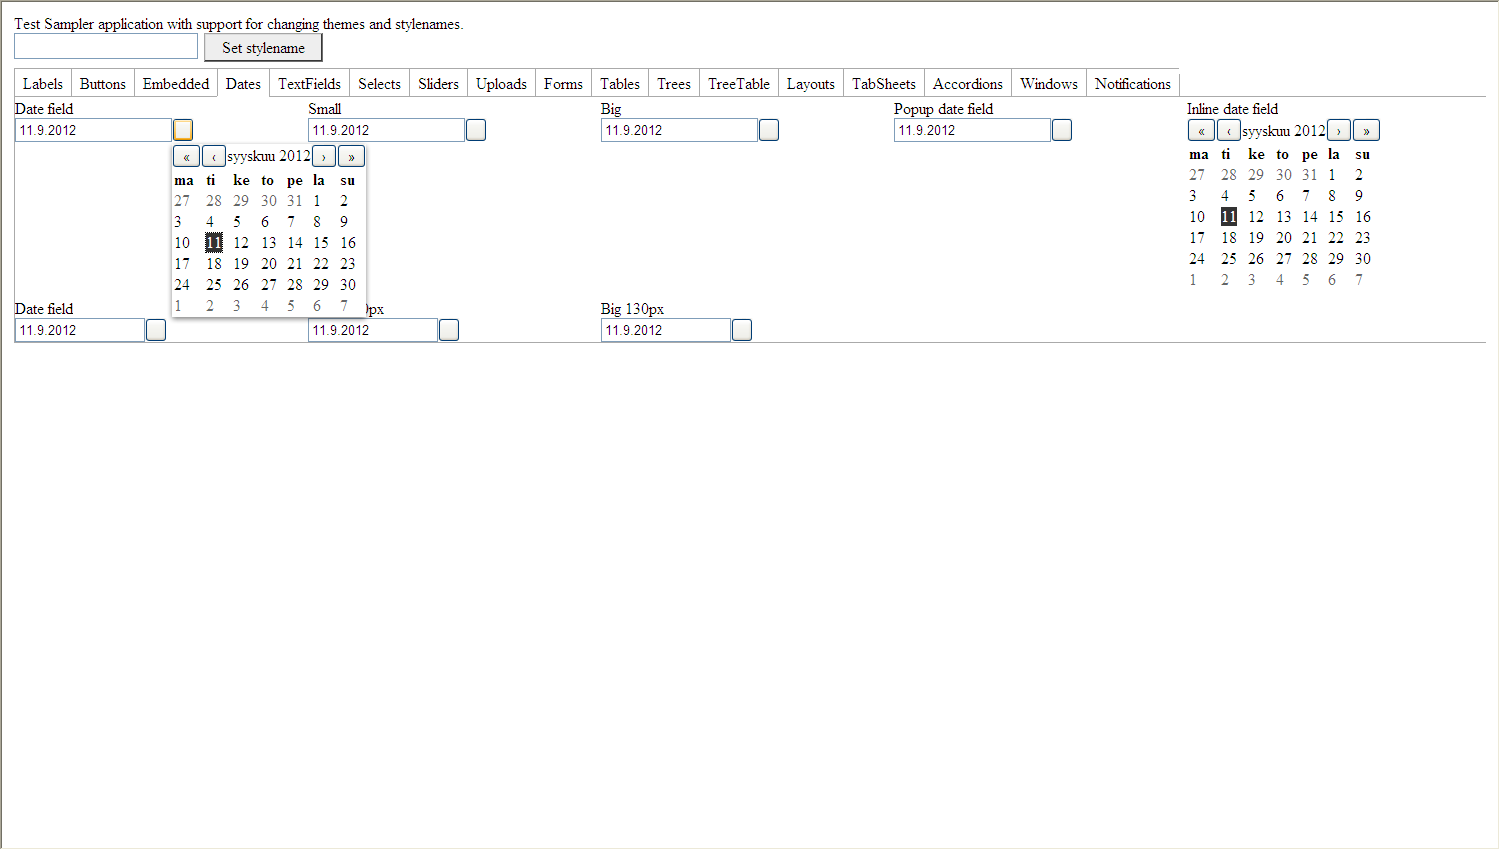 Test Sampler application with support for changing themes and stylenames.
Set stylename
Labels Buttons Embedded Dates TextFields Selects Sliders Uploads Forms Tables Trees TreeTable Layouts TabSheets Accordions Windows Notifications
Date field Small Big Popup date field Inline date field
11.9.2012 11.9.2012 11.9.2012 11.9.2012
« ‹ syyskuu 2012 › »
ma ti ke to pe la su
27 28 29 30 31 1 2
3 4 5 6 7 8 9
10 11 12 13 14 15 16
17 18 19 20 21 22 23
24 25 26 27 28 29 30
1 2 3 4 5 6 7
« ‹ syyskuu 2012 › »
ma ti ke to pe la su
27 28 29 30 31 1 2
3 4 5 6 7 8 9
10 11 12 13 14 15 16
17 18 19 20 21 22 23
24 25 26 27 28 29 30
1 2 3 4 5 6 7
Date field px Big 130px
11.9.2012 11.9.2012 11.9.2012